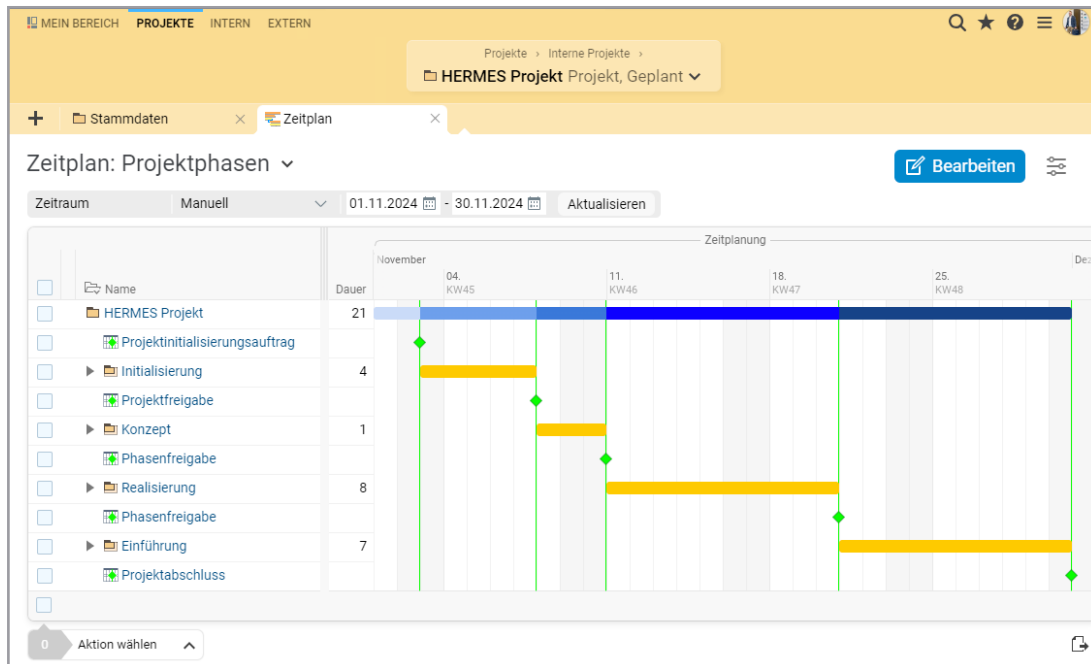 MEIN BEREICH PROJEKTE INTERN EXTERN
Projekte › Interne Projekte ›
HERMES Projekt Projekt, Geplant
Stammdaten Zeitplan
Zeitplan: Projektphasen
Bearbeiten
Zeitraum Manuell 01.11.2024 - 30.11.2024 Aktualisieren
Zeitplanung
November Dez
04. 11. 18. 25.
Name Dauer KW45 KW46 KW47 KW48
HERMES Projekt 21
Projektinitialisierungsauftrag
Initialisierung 4
Projektfreigabe
Konzept 1
Phasenfreigabe
Realisierung 8
Phasenfreigabe
Einführung 7
Projektabschluss
0 Aktion wählen